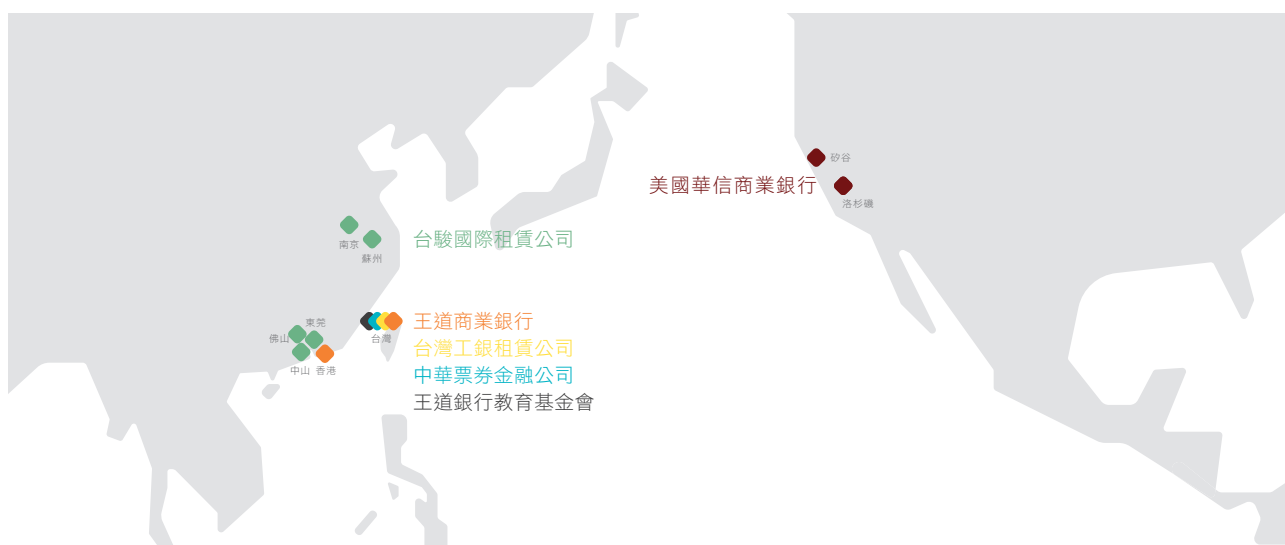 矽谷
美國華信商業銀行
洛杉磯
南京
台駿國際租賃公司
蘇州
東莞
佛山
台灣
中山 香港
王道商業銀行
台灣工銀租賃公司
中華票券金融公司
王道銀行教育基金會